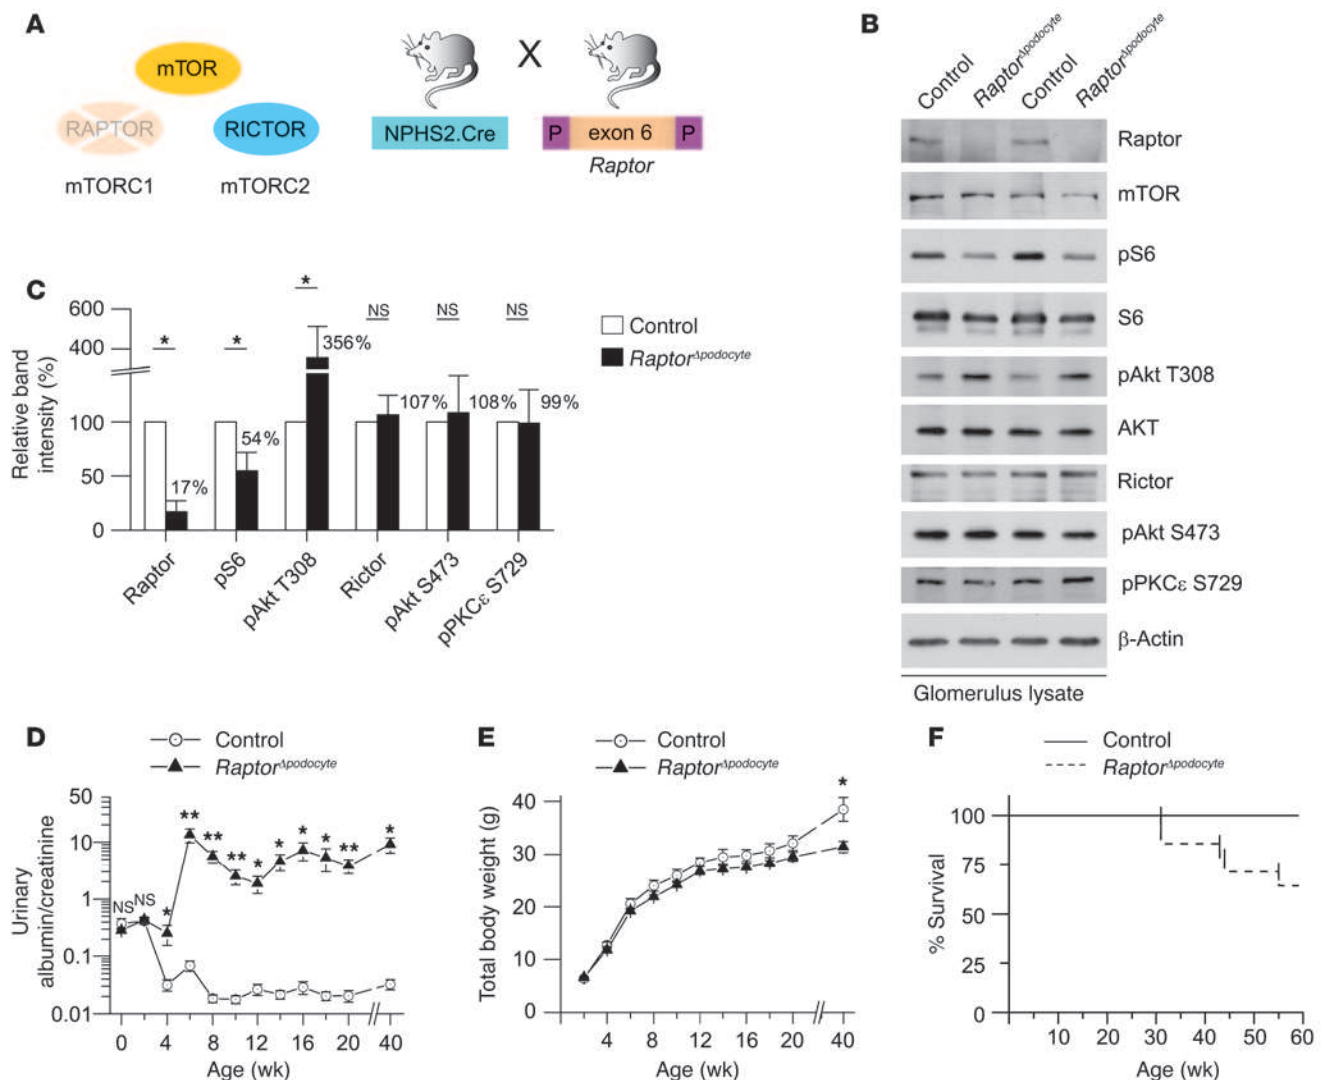 A
mTOR
RAPTOR
RICTOR
mTORC1
mTORC2
X
NPHS2.Cre
P
exon 6
P
Raptor
B
Control
RaptorΔpodocyte
Control
RaptorΔpodocyte
Raptor
mTOR
pS6
S6
pAkt T308
AKT
Rictor
pAkt S473
pPKCε S729
β-Actin
Glomerulus lysate
C
Relative band
intensity (%)
600
400
100
50
0
*
*
*
NS
NS
NS
17%
54%
356%
107%
108%
99%
Control
RaptorΔpodocyte
Raptor
pS6
pAkt T308
Rictor
pAkt S473
pPKCε S729
D
Control
RaptorΔpodocyte
Urinary
albumin/creatinine
50
10
1
0.1
0.01
NS
NS
*
**
**
**
*
*
*
*
**
*
0
4
8
12
16
20
40
Age (wk)
E
Control
RaptorΔpodocyte
Total body weight (g)
40
30
20
10
0
*
4
8
12
16
20
40
Age (wk)
F
Control
RaptorΔpodocyte
% Survival
100
75
50
25
0
10
20
30
40
50
60
Age (wk)